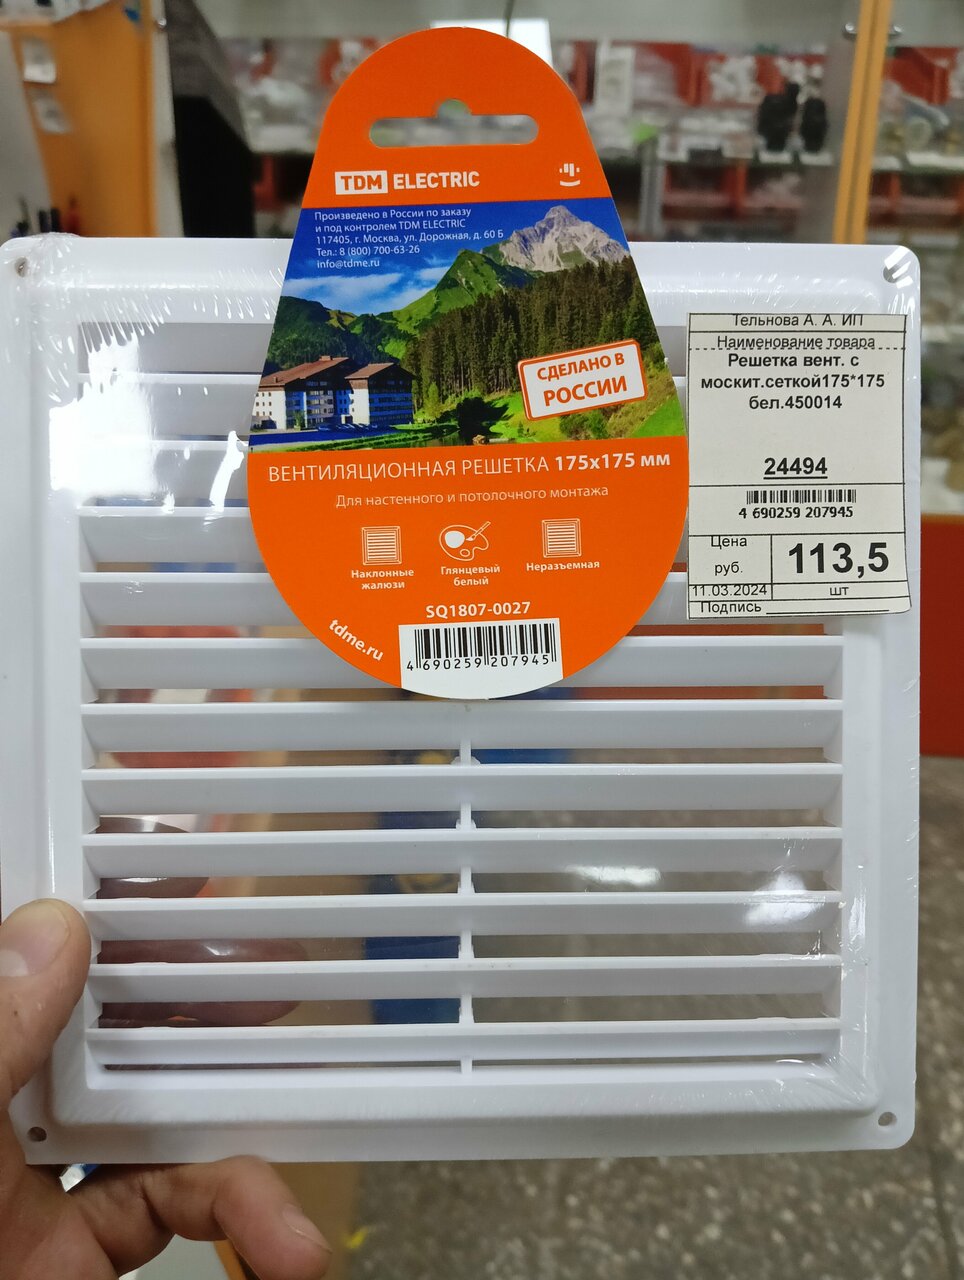 TDM ELECTRIC
Произведено в России по заказу
и под контролем TDM ELECTRIC
117405, г. Москва, ул. Дорожная, д. 60 Б
Тел.: 8 (800) 700-63-26
info@tdme.ru
СДЕЛАНО В
РОССИИ
ВЕНТИЛЯЦИОННАЯ РЕШЕТКА 175x175 мм
Для настенного и потолочного монтажа
Наклонные
жалюзи
Глянцевый
белый
Неразъемная
SQ1807-0027
tdme.ru
4 690259 207945
Тельнова А. А. ИП
Наименование товара
Решетка вент. с
москит.сеткой175*175
бел.450014
24494
4 690259 207945
Цена
руб.
113,5
11.03.2024
шт
Подпись